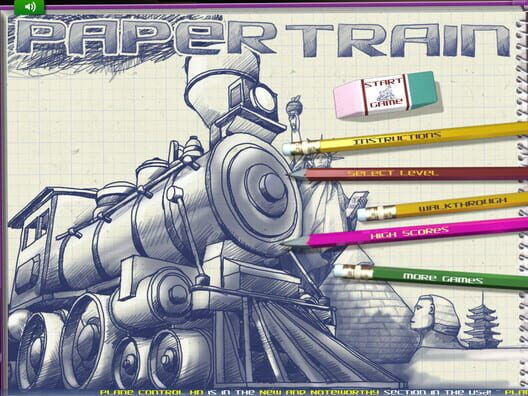 PAPER TRAIN
START
GAME
INSTRUCTIONS
SELECT LEVEL
WALKTHROUGH
HIGH SCORES
MORE GAMES
PLANE CONTROL HD IS IN THE NEW AND NOTEWORTHY SECTION IN THE USA!